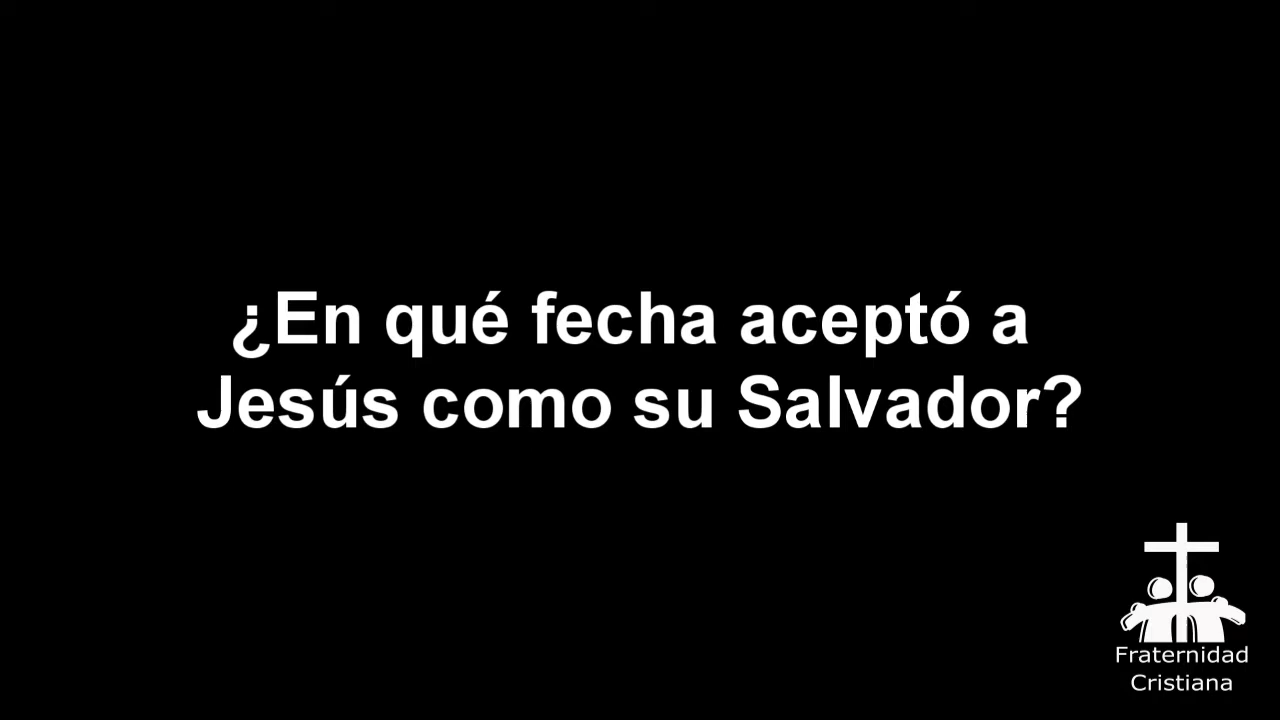 ¿En qué fecha aceptó a
Jesús como su Salvador?
Fraternidad
Cristiana